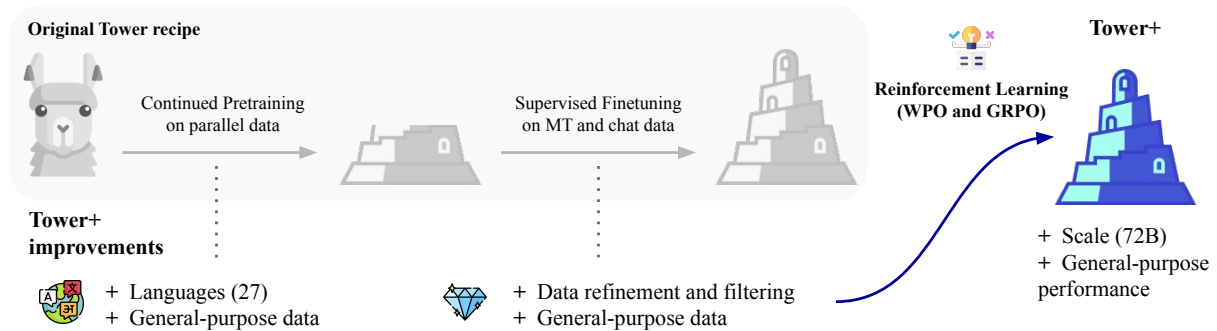 Original Tower recipe
Continued Pretraining
on parallel data
Supervised Finetuning
on MT and chat data
Reinforcement Learning
(WPO and GRPO)
Tower+
Tower+
improvements
A 文 अ
+ Languages (27)
+ General-purpose data
+ Data refinement and filtering
+ General-purpose data
+ Scale (72B)
+ General-purpose
performance